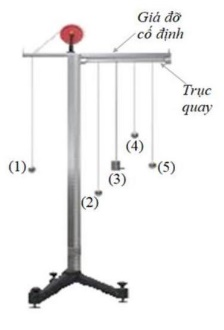 Giá đỡ
cố định
Trục
quay
(1)
(2)
(3)
(4)
(5)